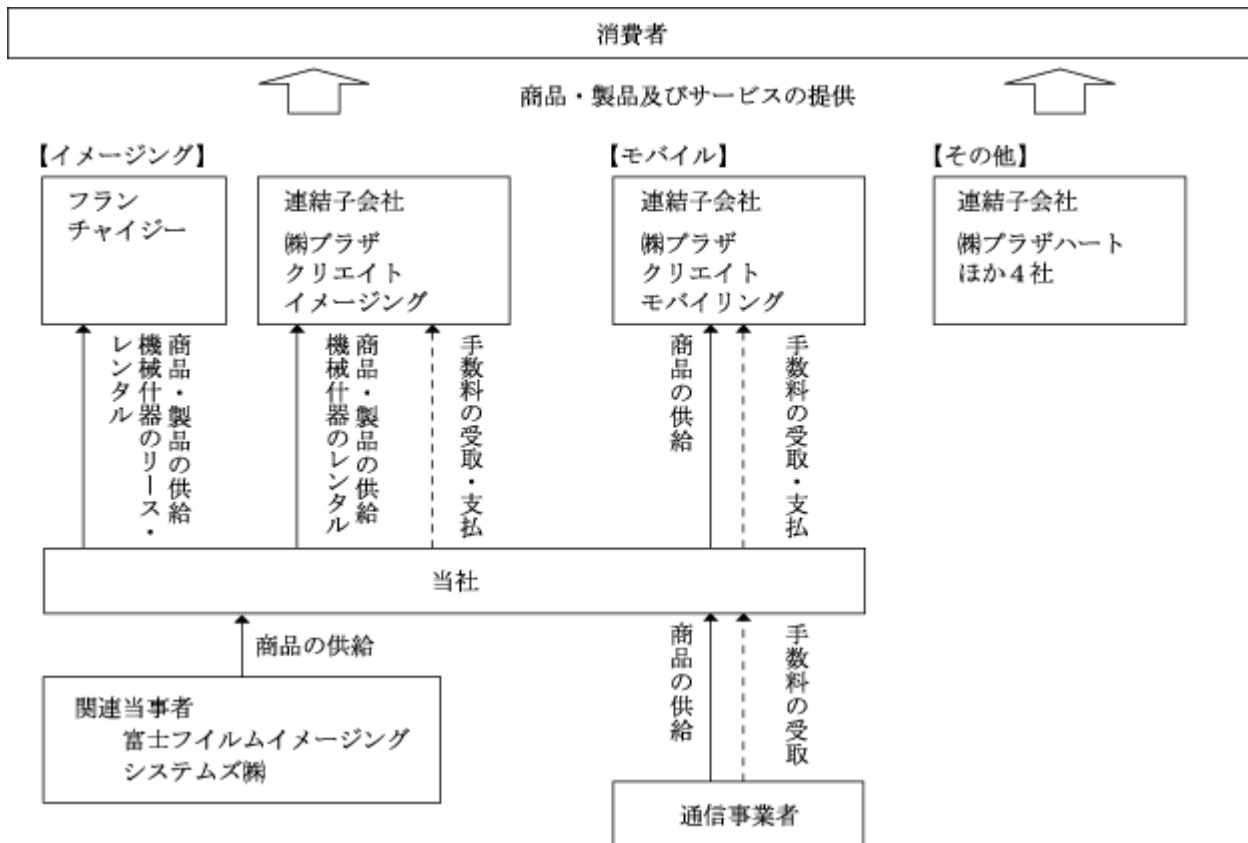 消費者
商品・製品及びサービスの提供
【イメージング】
フラン
チャイジー
連結子会社
㈱プラザ
クリエイト
イメージング
【モバイル】
連結子会社
㈱プラザ
クリエイト
モバイリング
【その他】
連結子会社
㈱プラザハート
ほか４社
商品・製品の供給
機械什器のリース・
レンタル
商品・製品の供給
機械什器のレンタル
手数料の受取・支払
商品の供給
手数料の受取・支払
当社
商品の供給
関連当事者
富士フイルムイメージング
システムズ㈱
商品の供給
手数料の受取
通信事業者